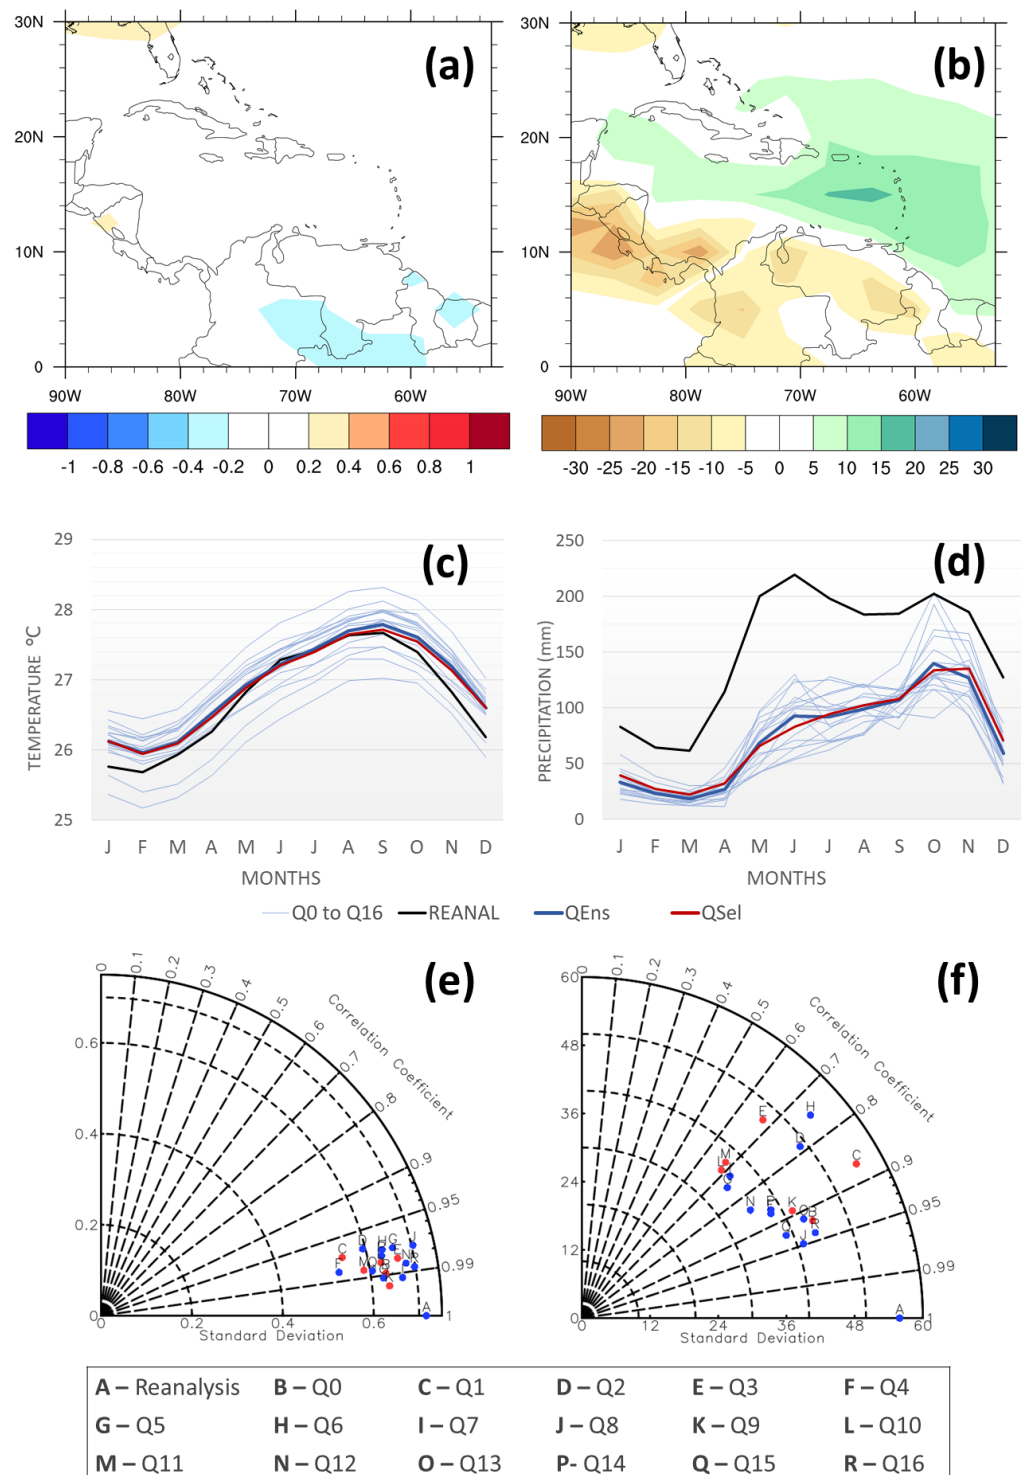 30N
(a)
20N
10N
0
90W 80W 70W 60W
-1 -0.8 -0.6 -0.4 -0.2 0 0.2 0.4 0.6 0.8 1
30N
(b)
20N
10N
0
90W 80W 70W 60W
-30 -25 -20 -15 -10 -5 0 5 10 15 20 25 30
(c)
TEMPERATURE °C
29
28
27
26
25
J F M A M J J A S O N D
MONTHS
(d)
PRECIPITATION (mm)
250
200
150
100
50
0
J F M A M J J A S O N D
MONTHS
Q0 to Q16 REANAL QEns QSel
(e)
0 0.1 0.2 0.3 0.4 0.5 0.6 0.7 0.8 0.9 0.95 0.99 1
Correlation Coefficient
0.6
0.4
0.2
0
0.2 0.4 0.6
Standard Deviation
C F D M Q G J A
(f)
0 0.1 0.2 0.3 0.4 0.5 0.6 0.7 0.8 0.9 0.95 0.99 1
Correlation Coefficient
60
48
36
24
12
0
0 12 24 36 48 60
Standard Deviation
H D C M N K R J A
A – Reanalysis B – Q0 C – Q1 D – Q2 E – Q3 F – Q4
G – Q5 H – Q6 I – Q7 J – Q8 K – Q9 L – Q10
M – Q11 N – Q12 O – Q13 P- Q14 Q – Q15 R – Q16